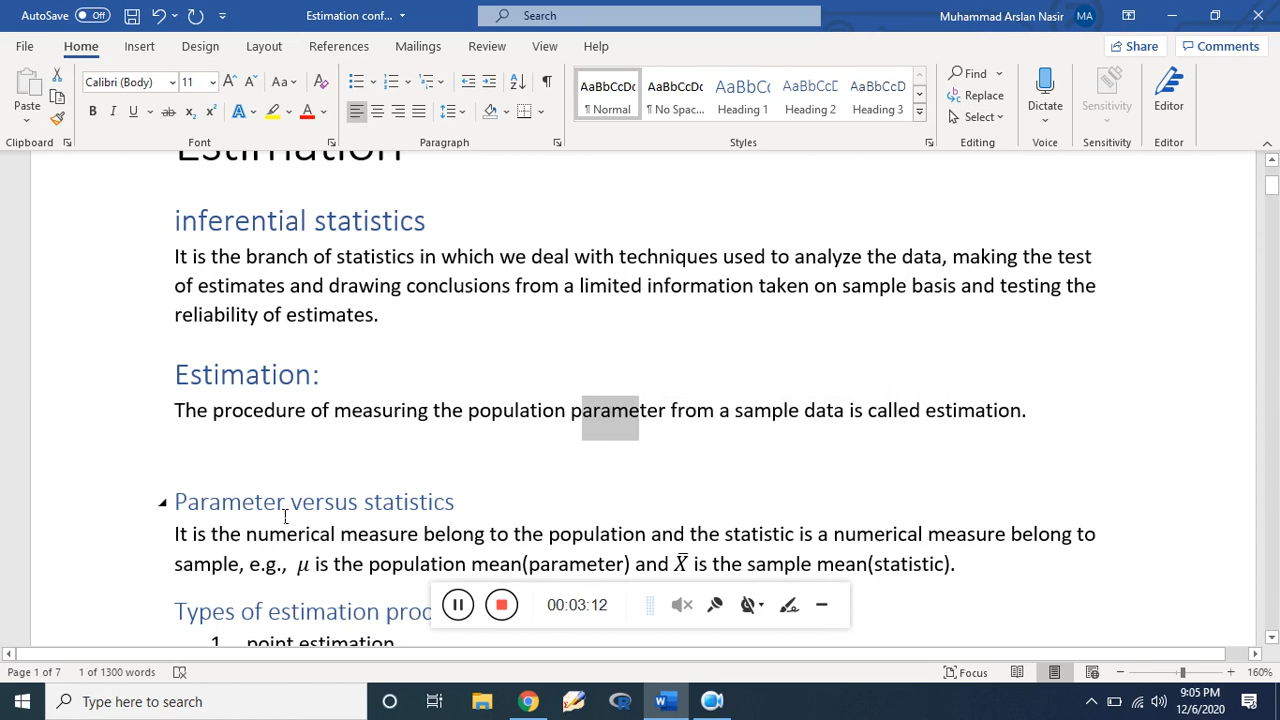 AutoSave Off Estimation conf... Search Muhammad Arslan Nasir MA
File Home Insert Design Layout References Mailings Review View Help Share Comments
Paste Calibri (Body) 11 Aa AaBbCcDc AaBbCcDc AaBbCc AaBbCcD AaBbCcD Find Replace Select Dictate Sensitivity Editor
B I U ab x₂ x² A A ¶ Normal ¶ No Spac... Heading 1 Heading 2 Heading 3
Clipboard Font Paragraph Styles Editing Voice Sensitivity Editor
Estimation
inferential statistics
It is the branch of statistics in which we deal with techniques used to analyze the data, making the test
of estimates and drawing conclusions from a limited information taken on sample basis and testing the
reliability of estimates.
Estimation:
The procedure of measuring the population parameter from a sample data is called estimation.
Parameter versus statistics
It is the numerical measure belong to the population and the statistic is a numerical measure belong to
sample, e.g., μ is the population mean(parameter) and X̄ is the sample mean(statistic).
00:03:12
Types of estimation proc
1. point estimation
Page 1 of 7 1 of 1300 words Focus 160%
Type here to search 9:05 PM
12/6/2020